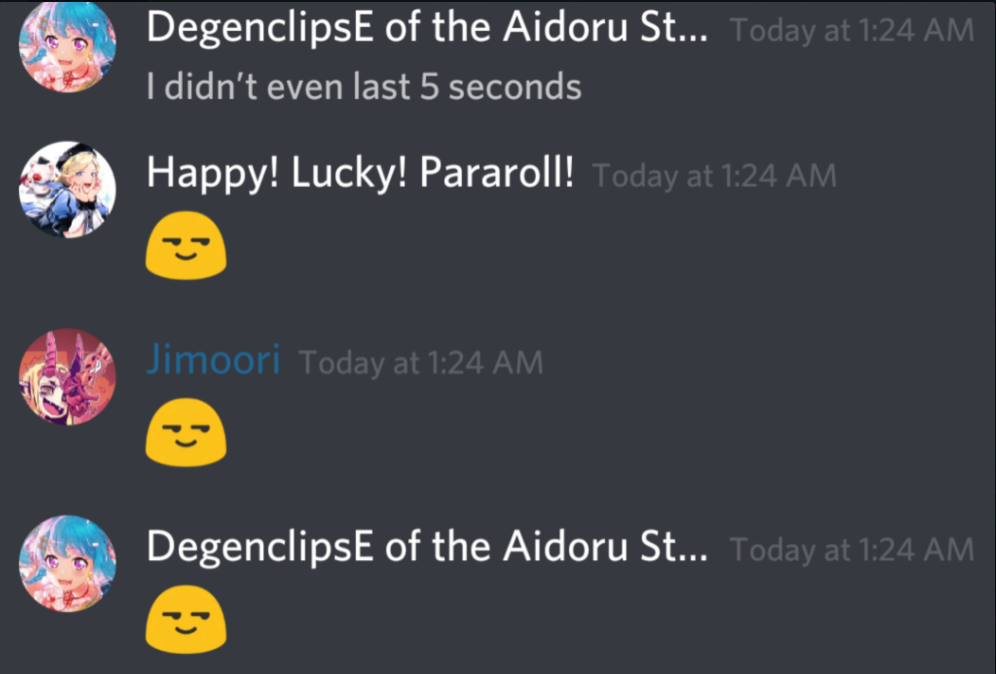 DegenclipsE of the Aidoru St... Today at 1:24 AM
I didn’t even last 5 seconds
Happy! Lucky! Pararoll! Today at 1:24 AM
Jimoori Today at 1:24 AM
DegenclipsE of the Aidoru St... Today at 1:24 AM